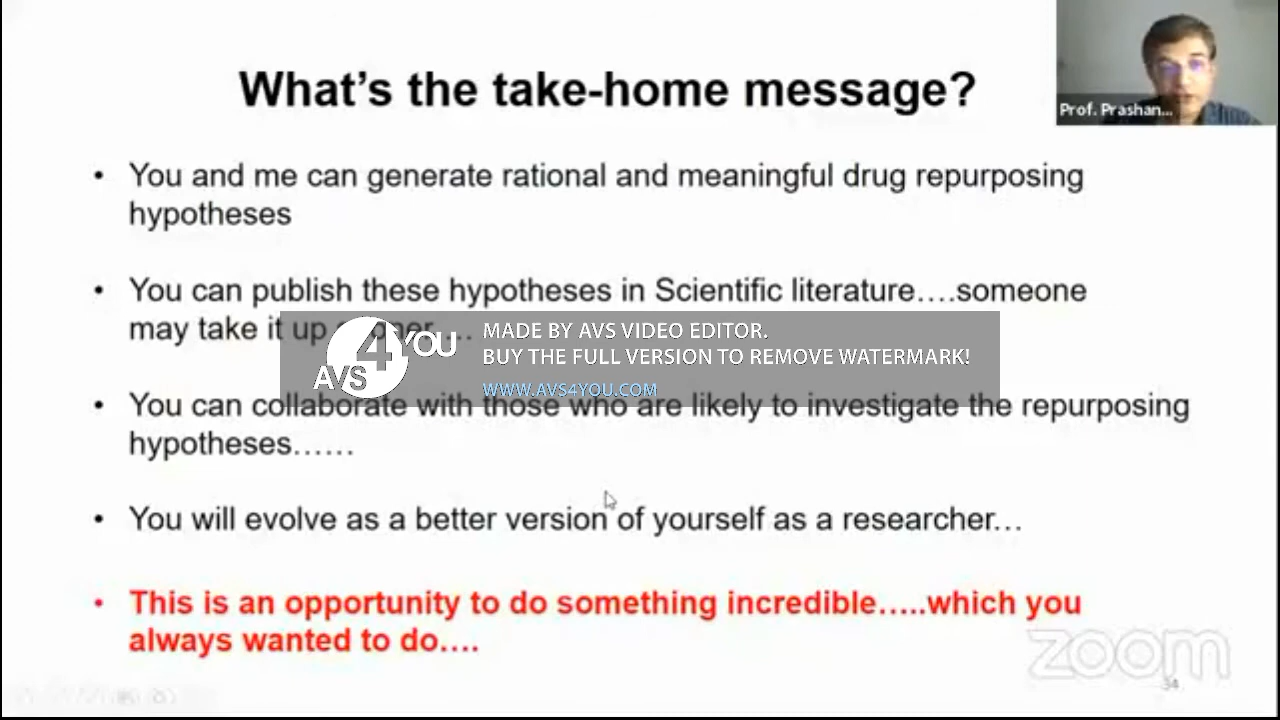 What's the take-home message?
Prof. Prashan...
• You and me can generate rational and meaningful drug repurposing
hypotheses
• You can publish these hypotheses in Scientific literature….someone
may take it up sooner…..
AVS4YOU
MADE BY AVS VIDEO EDITOR.
BUY THE FULL VERSION TO REMOVE WATERMARK!
WWW.AVS4YOU.COM
• You can collaborate with those who are likely to investigate the repurposing
hypotheses……
• You will evolve as a better version of yourself as a researcher…
• This is an opportunity to do something incredible…..which you
always wanted to do….
zoom
34